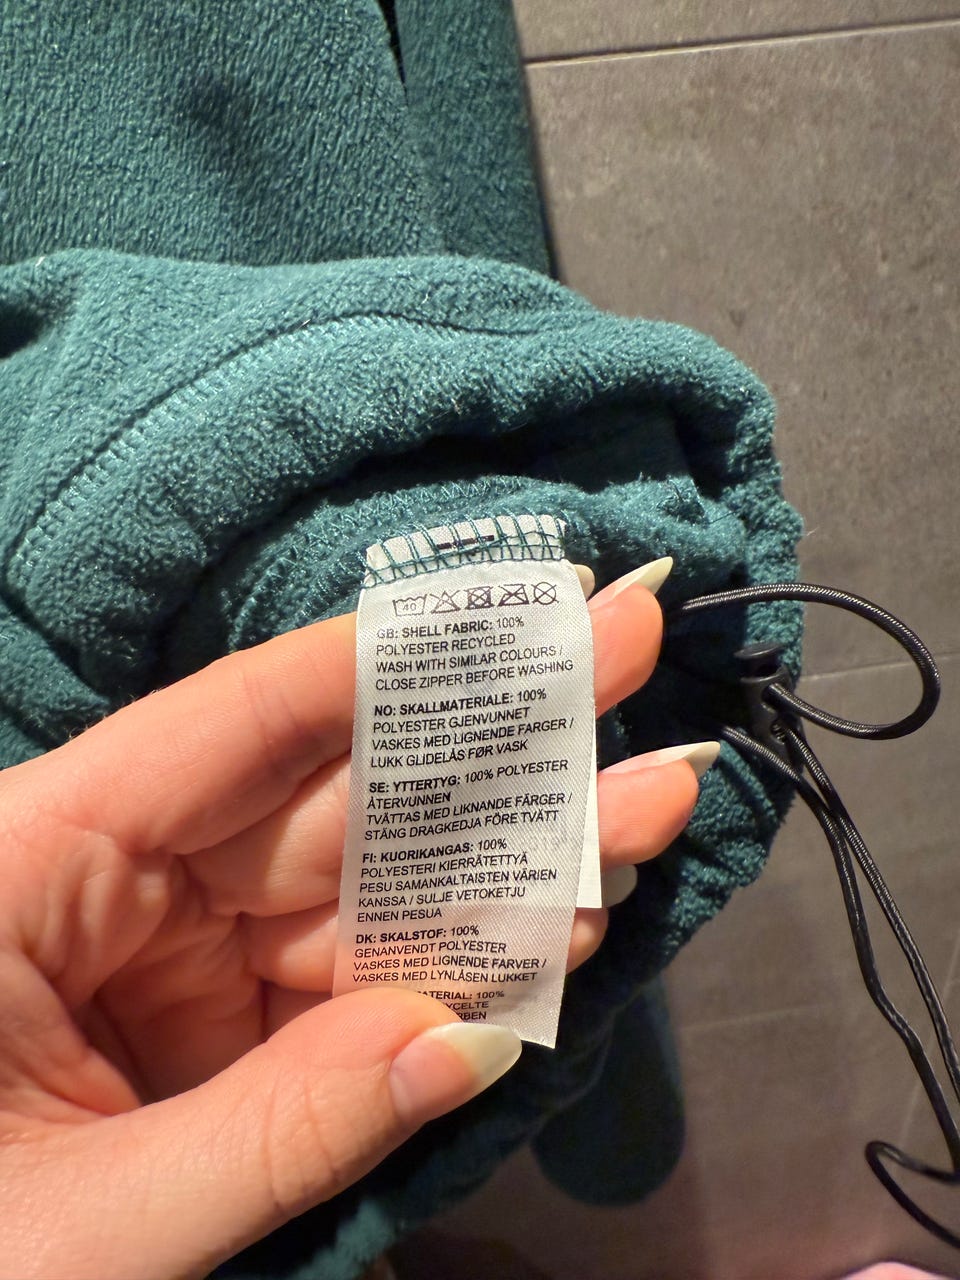 40
GB: SHELL FABRIC: 100%
POLYESTER RECYCLED
WASH WITH SIMILAR COLOURS /
CLOSE ZIPPER BEFORE WASHING
NO: SKALLMATERIALE: 100%
POLYESTER GJENVUNNET
VASKES MED LIGNENDE FARGER /
LUKK GLIDELÅS FØR VASK
SE: YTTERTYG: 100% POLYESTER
ÅTERVUNNEN
TVÄTTAS MED LIKNANDE FÄRGER /
STÄNG DRAGKEDJA FÖRE TVÄTT
FI: KUORIKANGAS: 100%
POLYESTERI KIERRÄTETTYÄ
PESU SAMANKALTAISTEN VÄRIEN
KANSSA / SULJE VETOKETJU
ENNEN PESUA
DK: SKALSTOF: 100%
GENANVENDT POLYESTER
VASKES MED LIGNENDE FARVER /
VASKES MED LYNLÅSEN LUKKET
100%